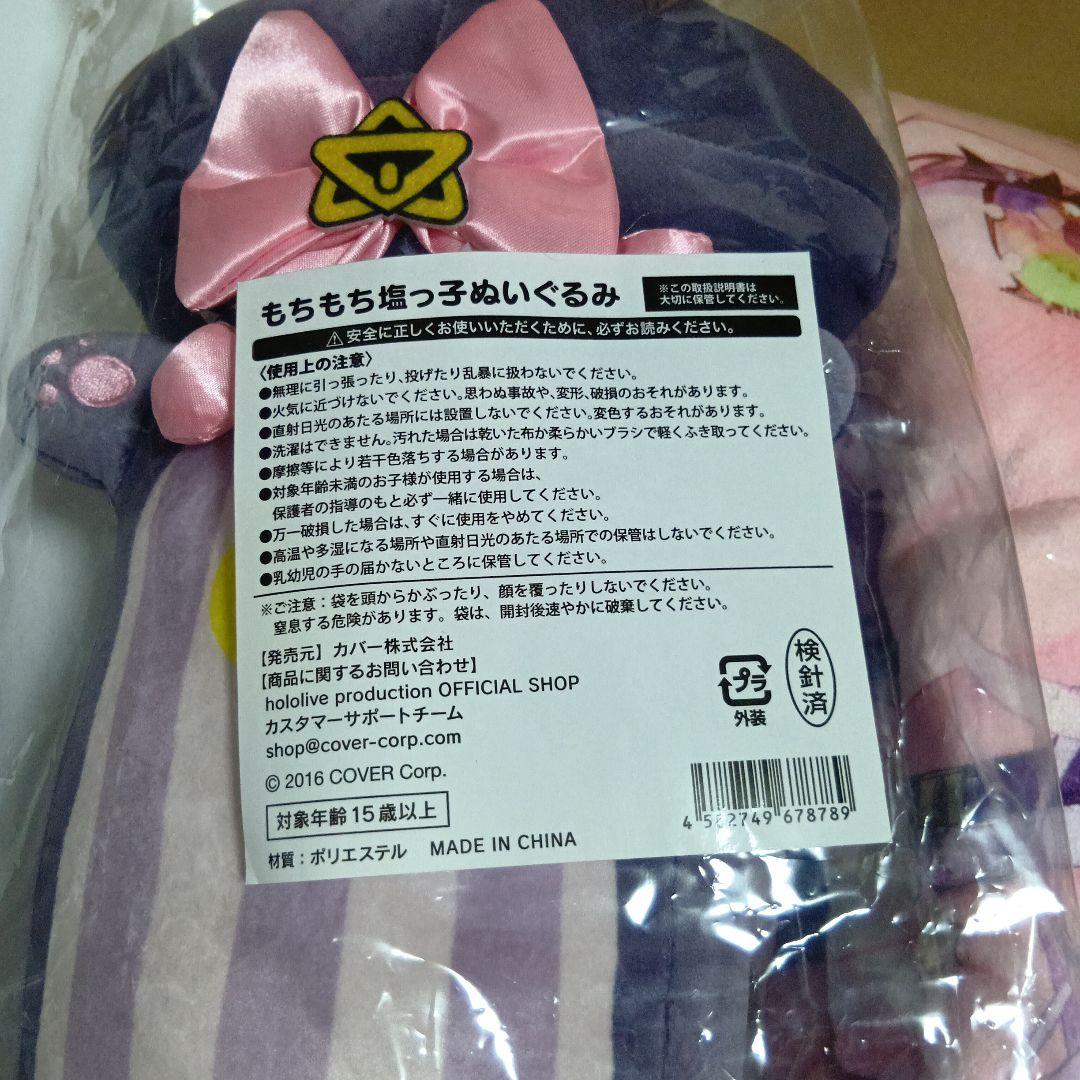 もちもち塩っ子ぬいぐるみ
※この取扱説明書は
大切に保管してください。
⚠安全に正しくお使いいただくために、必ずお読みください。
〈使用上の注意〉
●無理に引っ張ったり、投げたり乱暴に扱わないでください。
●火気に近づけないでください。思わぬ事故や、変形、破損のおそれがあります。
●直射日光のあたる場所には設置しないでください。変色するおそれがあります。
●洗濯はできません。汚れた場合は乾いた布か柔らかいブラシで軽くふき取ってください。
●摩擦等により若干色落ちする場合があります。
●対象年齢未満のお子様が使用する場合は、
保護者の指導のもと必ず一緒に使用してください。
●万一破損した場合は、すぐに使用をやめてください。
●高温や多湿になる場所や直射日光のあたる場所での保管はしないでください。
●乳幼児の手の届かないところに保管してください。
※ご注意：袋を頭からかぶったり、顔を覆ったりしないでください。
窒息する危険があります。袋は、開封後速やかに破棄してください。
【発売元】カバー株式会社
【商品に関するお問い合わせ】
hololive production OFFICIAL SHOP
カスタマーサポートチーム
shop@cover-corp.com
© 2016 COVER Corp.
対象年齢15歳以上
材質：ポリエステル MADE IN CHINA
プラ
外装
検針済
4 582749 678789